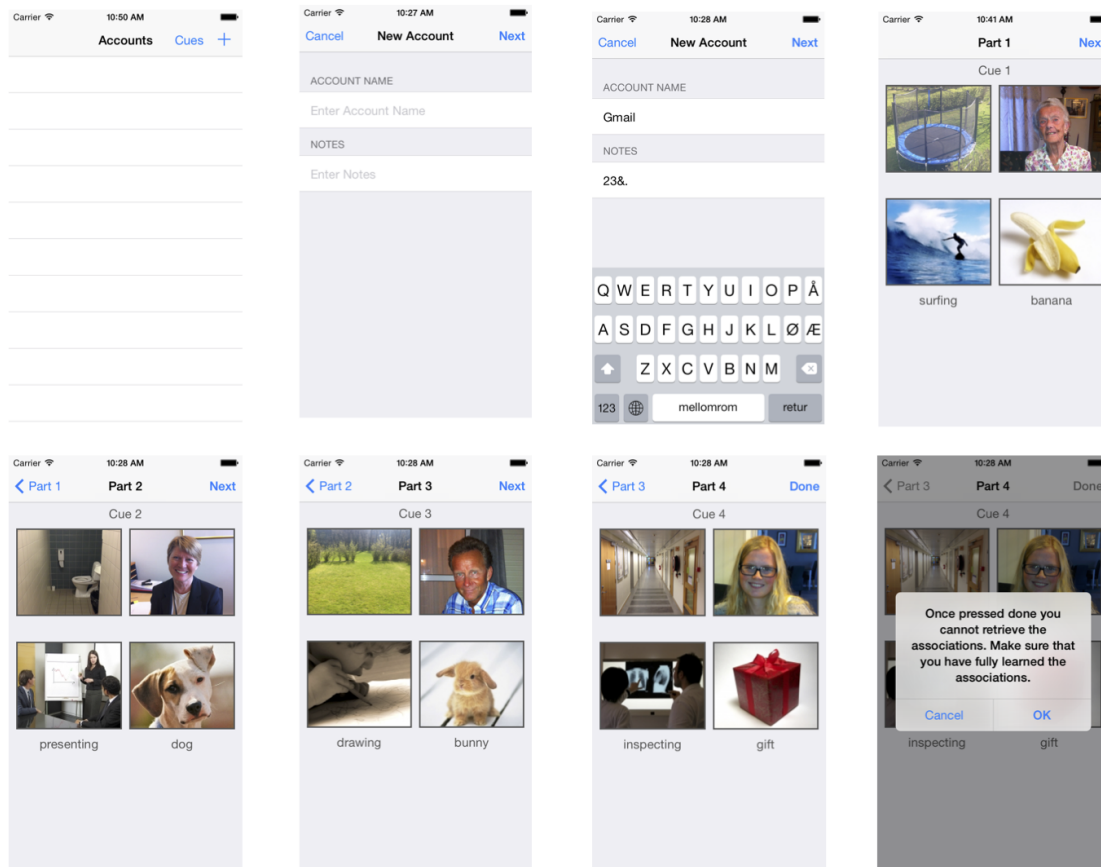 Carrier 10:50 AM
Accounts Cues +
Carrier 10:27 AM
Cancel New Account Next
ACCOUNT NAME
Enter Account Name
NOTES
Enter Notes
Carrier 10:28 AM
Cancel New Account Next
ACCOUNT NAME
Gmail
NOTES
23&.
Q W E R T Y U I O P Å
A S D F G H J K L Ø Æ
Z X C V B N M
123 mellomrom retur
Carrier 10:41 AM
Part 1 Nex
Cue 1
surfing banana
Carrier 10:28 AM
Part 1 Part 2 Next
Cue 2
presenting dog
Carrier 10:28 AM
Part 2 Part 3 Next
Cue 3
drawing bunny
Carrier 10:28 AM
Part 3 Part 4 Done
Cue 4
inspecting gift
Carrier 10:28 AM
Part 3 Part 4 Done
Cue 4
Once pressed done you
cannot retrieve the
associations. Make sure that
you have fully learned the
associations.
Cancel OK
inspecting gift